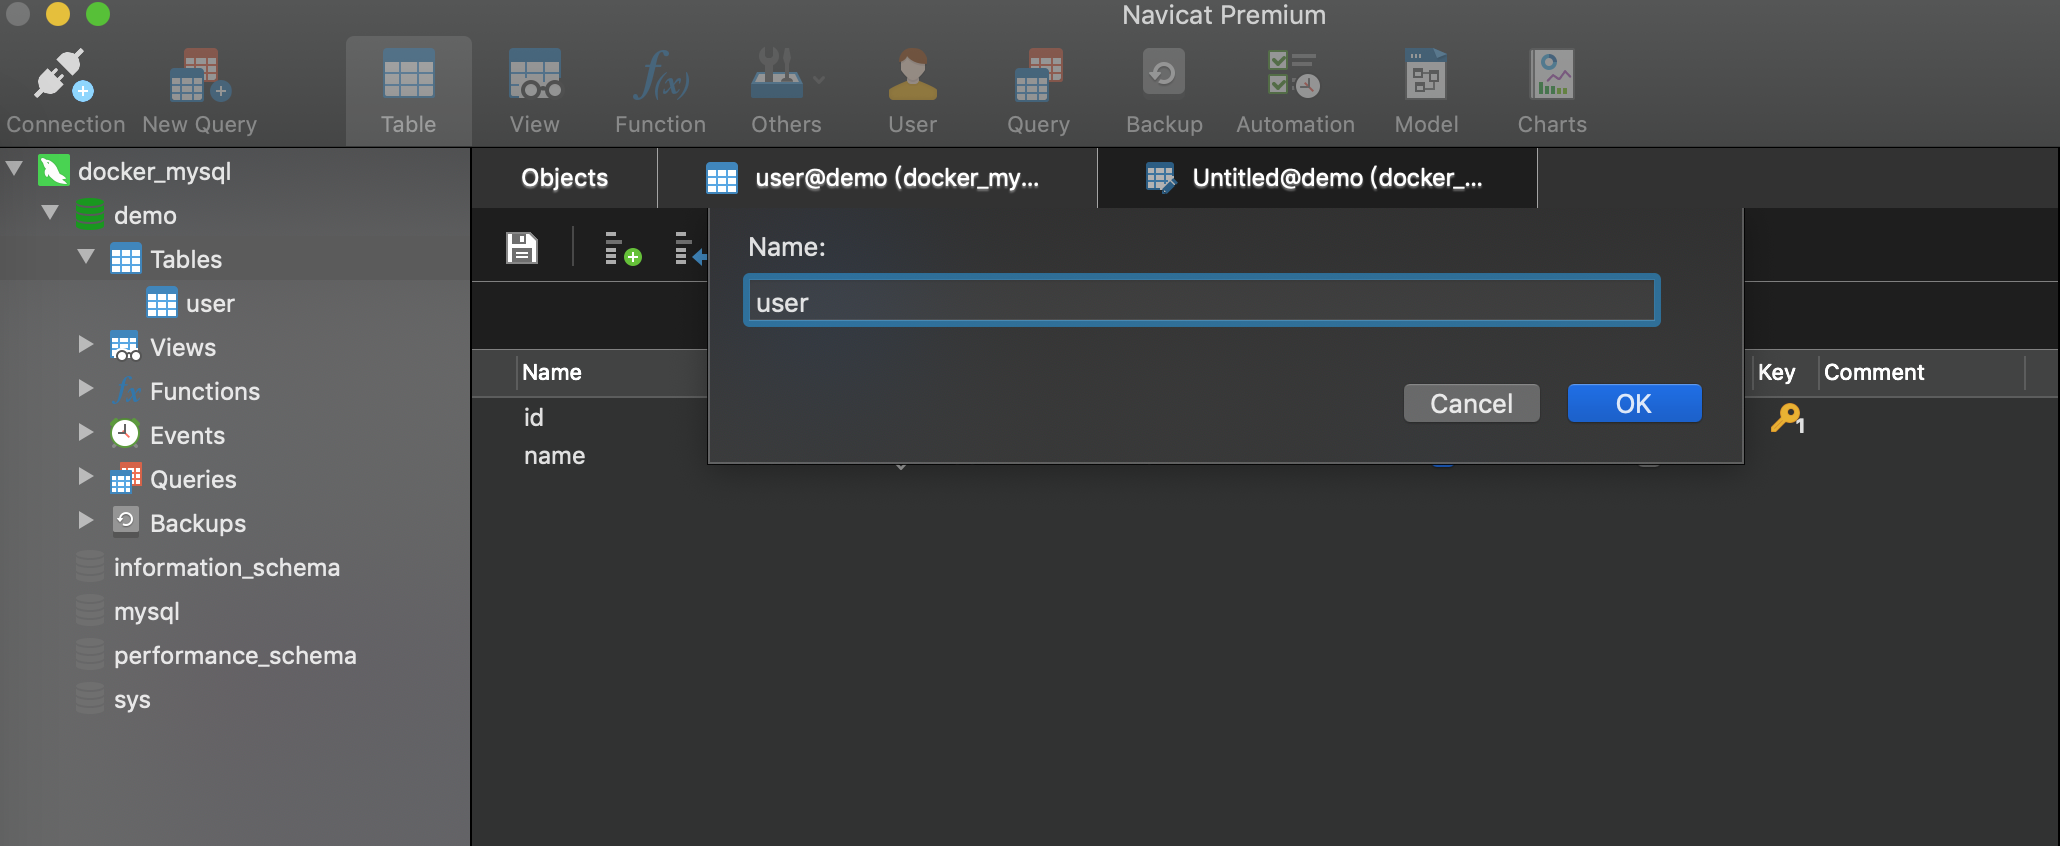 Navicat Premium
Connection
New Query
Table
View
Function
Others
User
Query
Backup
Automation
Model
Charts
docker_mysql
demo
Tables
user
Views
Functions
Events
Queries
Backups
information_schema
mysql
performance_schema
sys
Objects
user@demo (docker_my...
Untitled@demo (docker_...
Name:
user
Cancel
OK
Name
Key
Comment
id
1
name